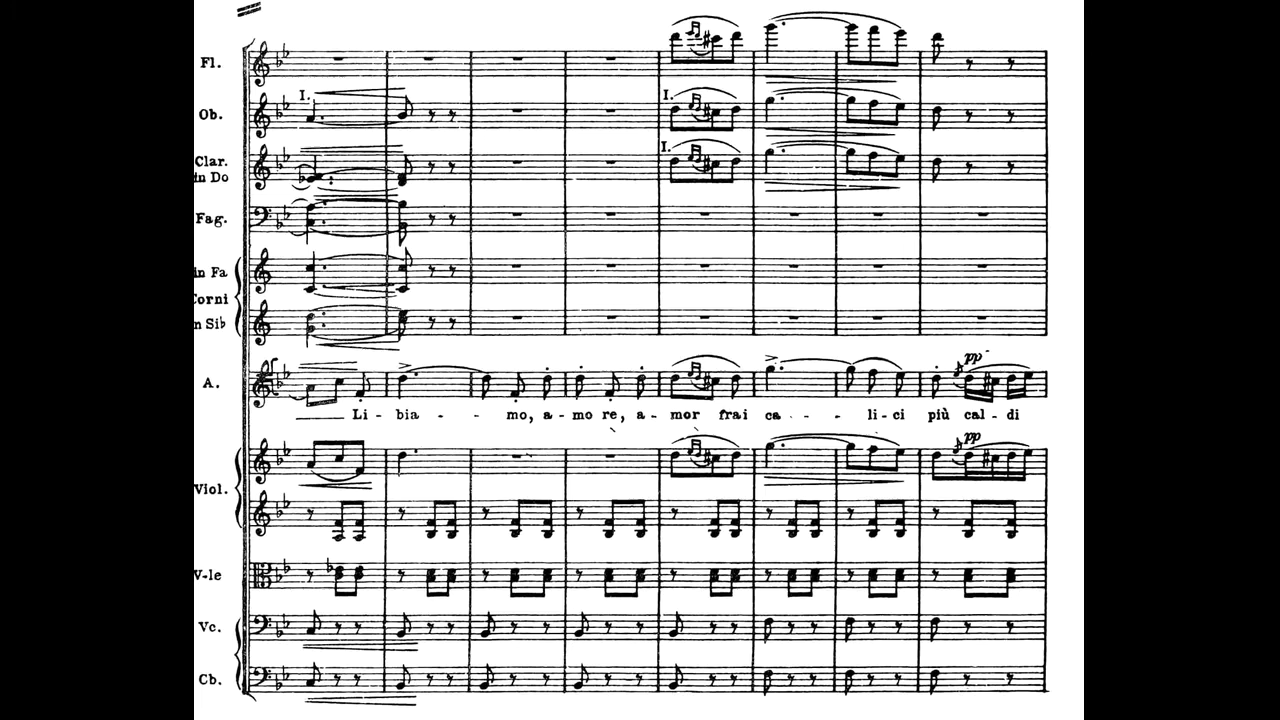 Fl.
I.
Ob.
I.
Clar.
in Do
I.
Fag.
in Fa
Corni
in Sib
A.
pp
Li-bia - - mo, a-mo re, a-mor frai ca - - - li-ci più cal-di
pp
Viol.
V-le
Vc.
Cb.